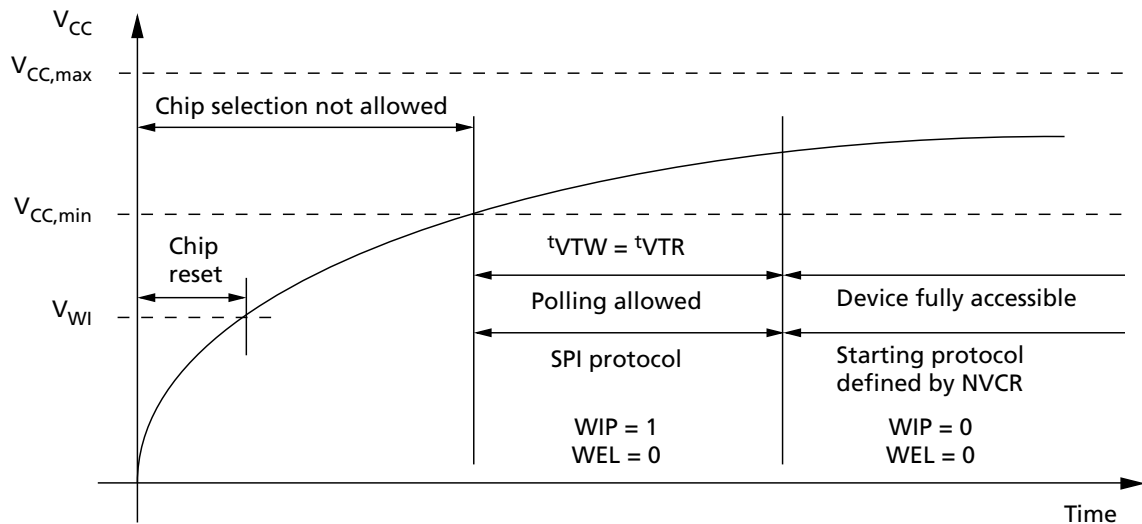 VCC
VCC,max
Chip selection not allowed
VCC,min
Chip
reset
tVTW = tVTR
VWI
Polling allowed
Device fully accessible
SPI protocol
Starting protocol
defined by NVCR
WIP = 1
WEL = 0
WIP = 0
WEL = 0
Time